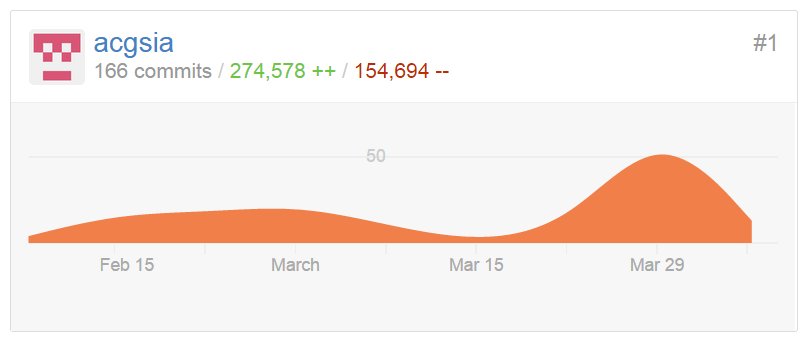 acgsia
#1
166 commits / 274,578 ++ / 154,694 --
50
Feb 15 March Mar 15 Mar 29